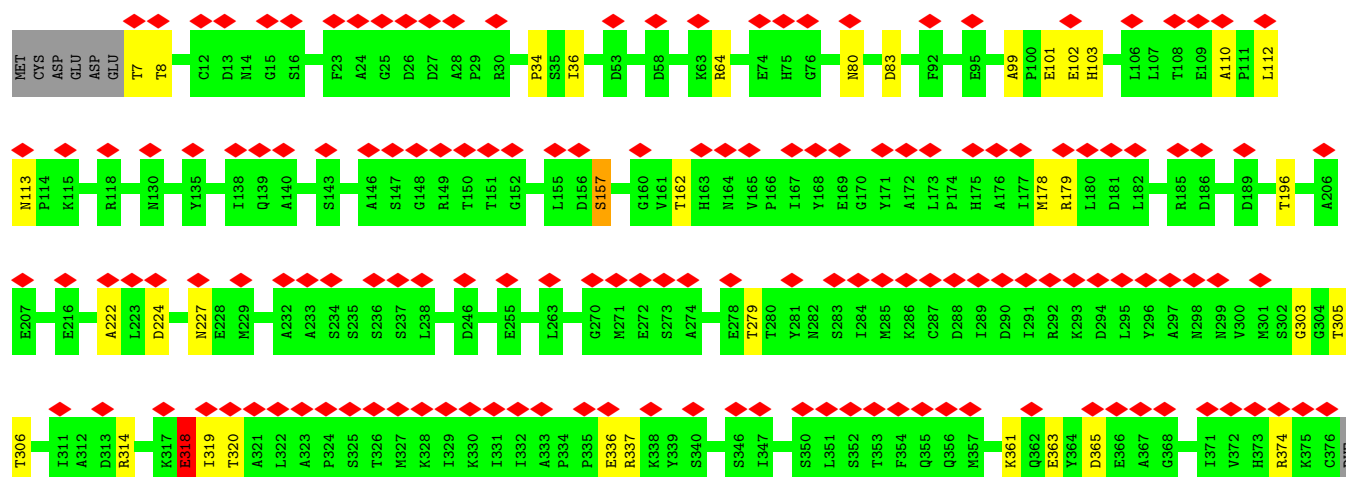 MET CYS ASP GLU ASP GLU T7 T8 C12 D13 N14 G15 S16 F23 A24 G25 D26 D27 A28 P29 R30 P34 S35 I36 D53 D58 K63 R64 E74 H75 G76 N80 D83 F92 E95 A99 P100 E101 E102 H103 L106 L107 T108 E109 A110 P111 L112
N113 P114 K115 R118 N130 Y135 I138 Q139 A140 S143 A146 S147 G148 R149 T150 T151 G152 L155 D156 S157 G160 V161 T162 H163 N164 V165 P166 I167 Y168 E169 G170 Y171 A172 L173 P174 H175 A176 I177 M178 R179 L180 D181 L182 R185 D186 D189 T196 A206
E207 E216 A222 L223 D224 N227 E228 M229 A232 A233 S234 S235 S236 S237 L238 D246 E255 L263 G270 M271 E272 S273 A274 E278 T279 T280 Y281 N282 S283 I284 M285 K286 C287 D288 I289 D290 I291 R292 K293 D294 L295 Y296 A297 N298 N299 V300 M301 S302 G303 G304 T305
T306 I311 A312 D313 R314 K317 E318 I319 T320 A321 L322 A323 P324 S325 T326 M327 K328 I329 K330 I331 I332 A333 P334 P335 E336 R337 K338 Y339 S340 S346 I347 S350 L351 S352 T353 F354 Q355 Q356 M357 K361 Q362 E363 Y364 D365 E366 A367 G368 I371 V372 H373 R374 K375 C376